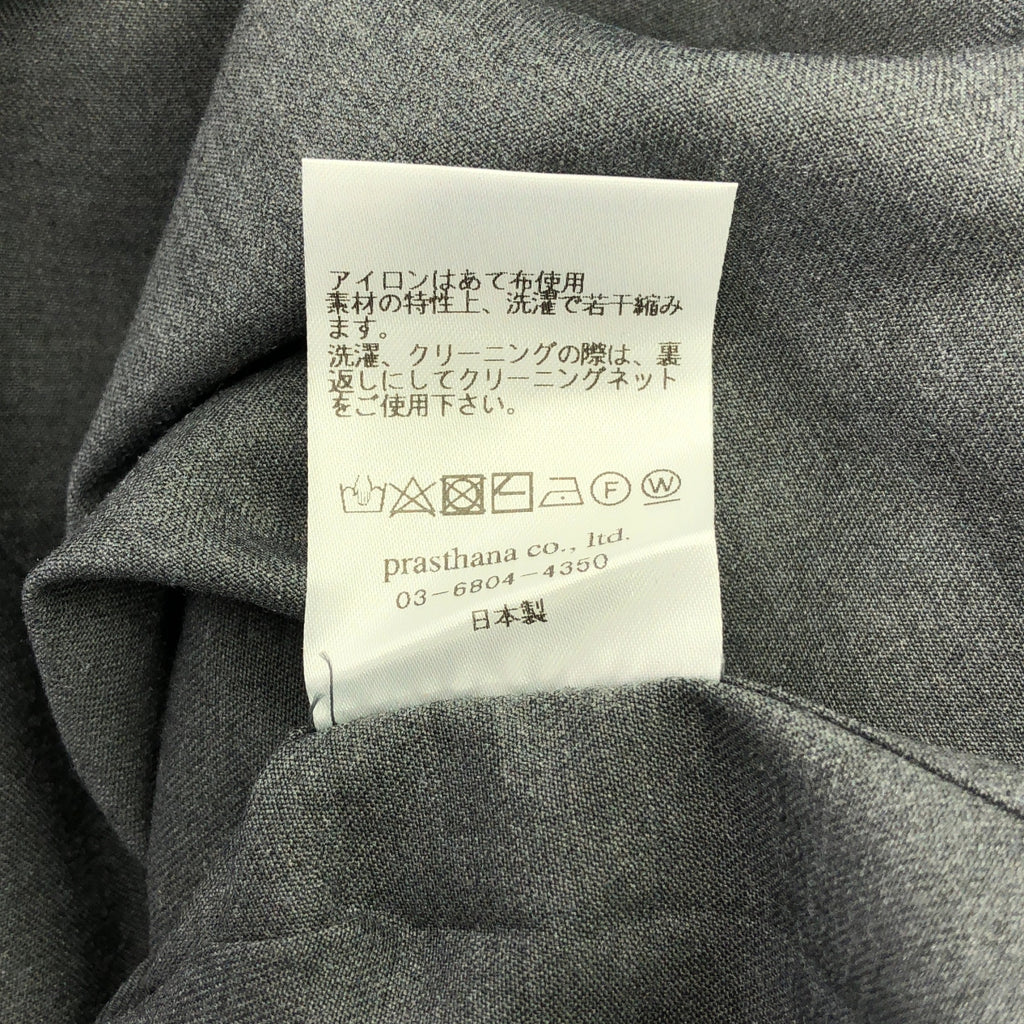 アイロンはあて布使用
素材の特性上、洗濯で若干縮み
ます。
洗濯、クリーニングの際は、裏
返しにしてクリーニングネット
をご使用下さい。
F W
prasthana co., ltd.
03-6804-4350
日本製